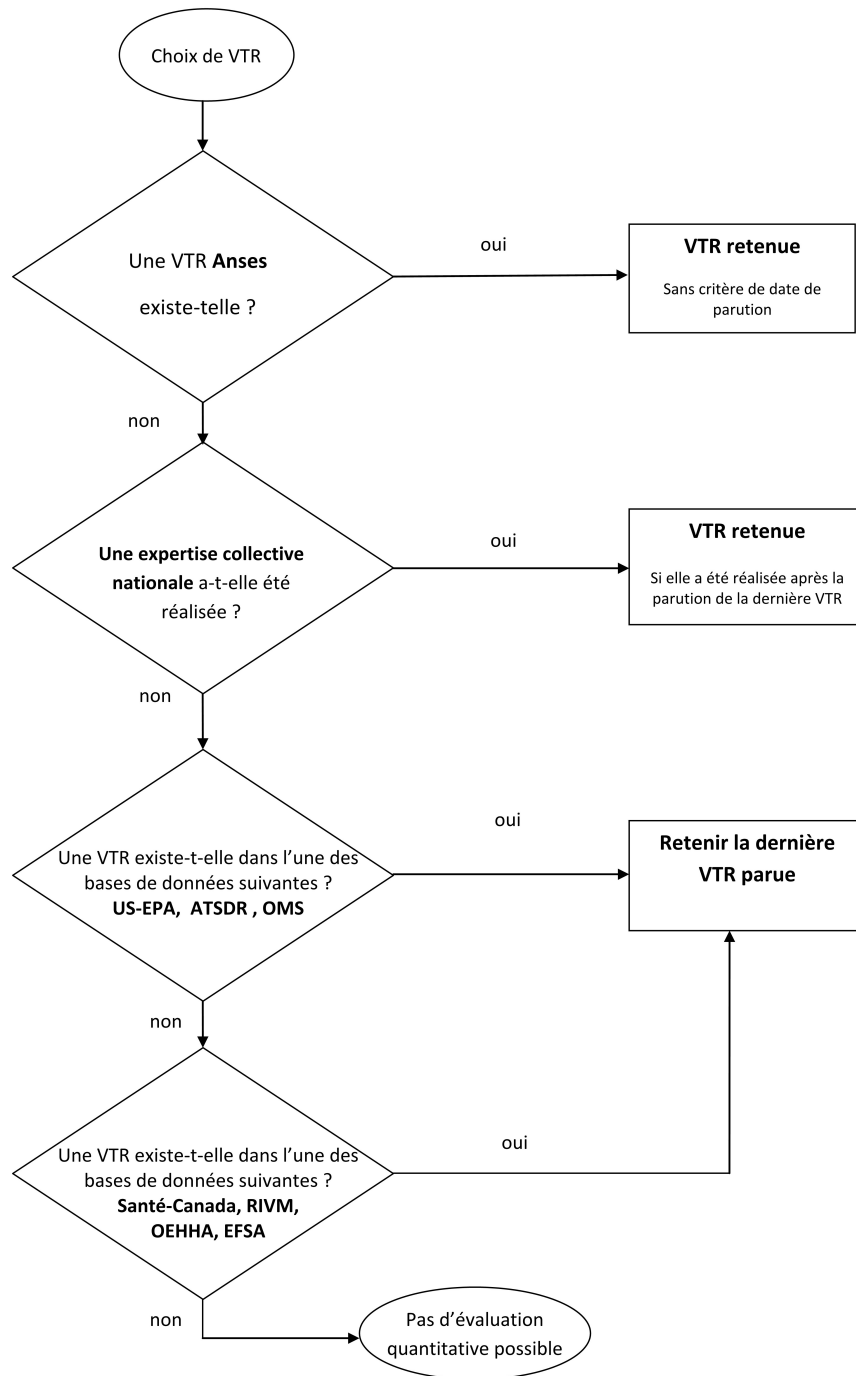 Choix de VTR
Une VTR Anses
existe-telle ?
oui
VTR retenue
Sans critère de date de
parution
non
Une expertise collective
nationale a-t-elle été
réalisée ?
oui
VTR retenue
Si elle a été réalisée après la
parution de la dernière VTR
non
Une VTR existe-t-elle dans l’une des
bases de données suivantes ?
US-EPA, ATSDR , OMS
oui
Retenir la dernière
VTR parue
non
Une VTR existe-t-elle dans l’une des
bases de données suivantes ?
Santé-Canada, RIVM,
OEHHA, EFSA
oui
non
Pas d’évaluation
quantitative possible